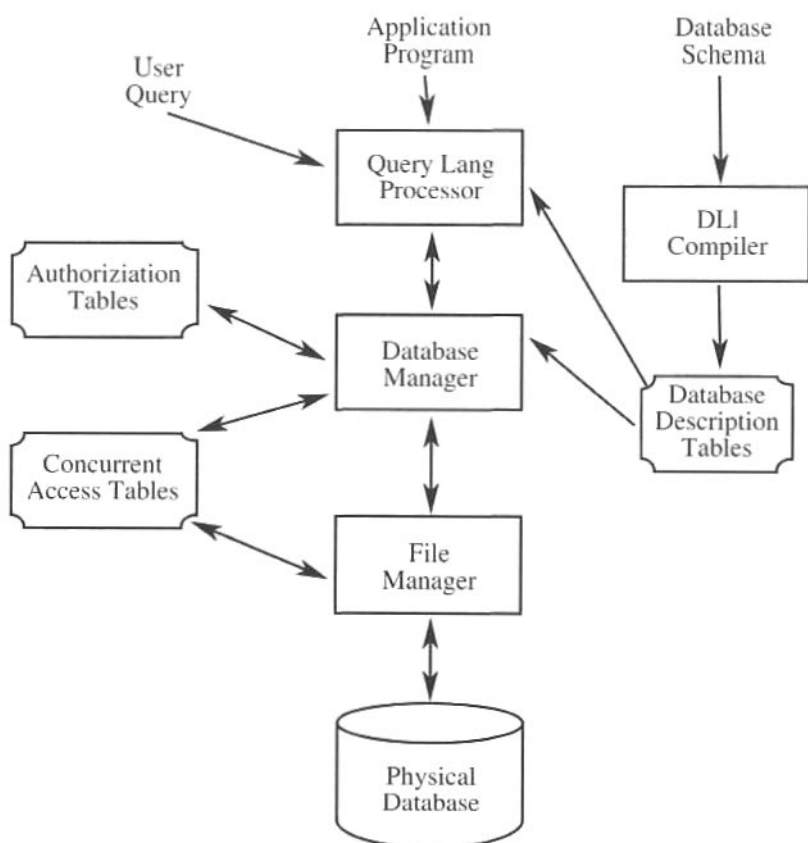 Application
Program
Database
Schema
User
Query
Query Lang
Processor
DLl
Compiler
Authoriziation
Tables
Database
Manager
Database
Description
Tables
Concurrent
Access Tables
File
Manager
Physical
Database